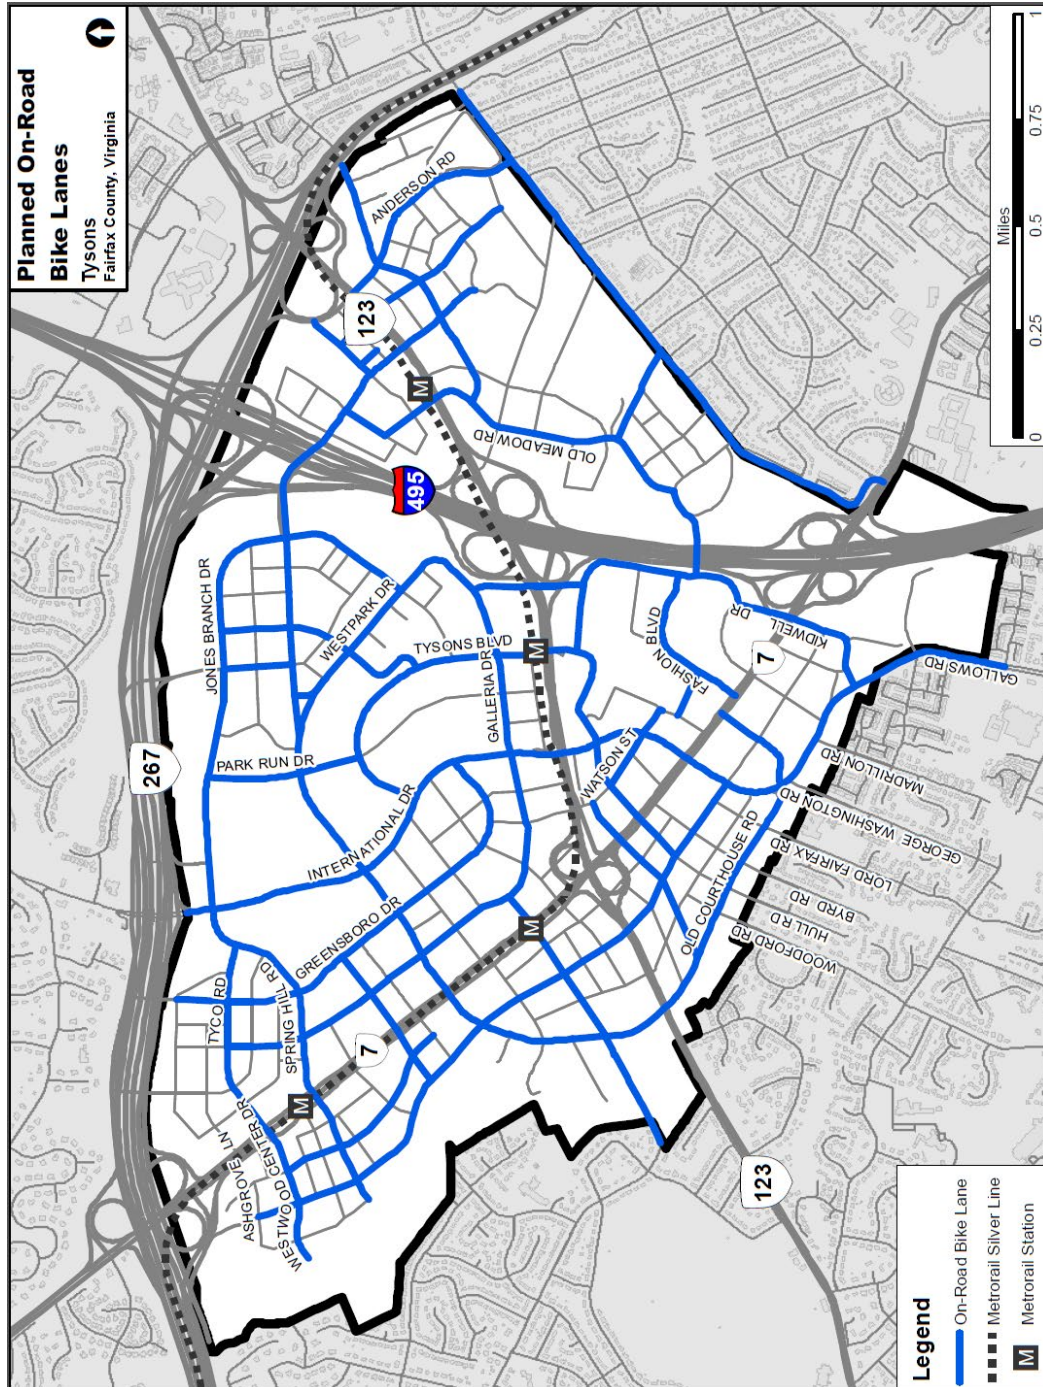 Planned On-Road
Bike Lanes
Tysons
Fairfax County, Virginia
267
495
123
7
7
123
JONES BRANCH DR
WESTPARK DR
TYSONS BLVD
GALLERIA DR
PARK RUN DR
INTERNATIONAL DR
GREENSBORO DR
SPRING HILL RD
TYCO RD
WESTWOOD CENTER DR
ASHGROVE LN
ANDERSON RD
OLD MEADOW RD
FASHION BLVD
KIDWELL DR
WATSON ST
OLD COURTHOUSE RD
GALLOWS RD
MADRILLON RD
GEORGE WASHINGTON RD
LORD FAIRFAX RD
BYRD RD
HULL RD
WOODFORD RD
M
M
M
M
Miles
0 0.25 0.5 0.75 1
Legend
On-Road Bike Lane
Metrorail Silver Line
M Metrorail Station